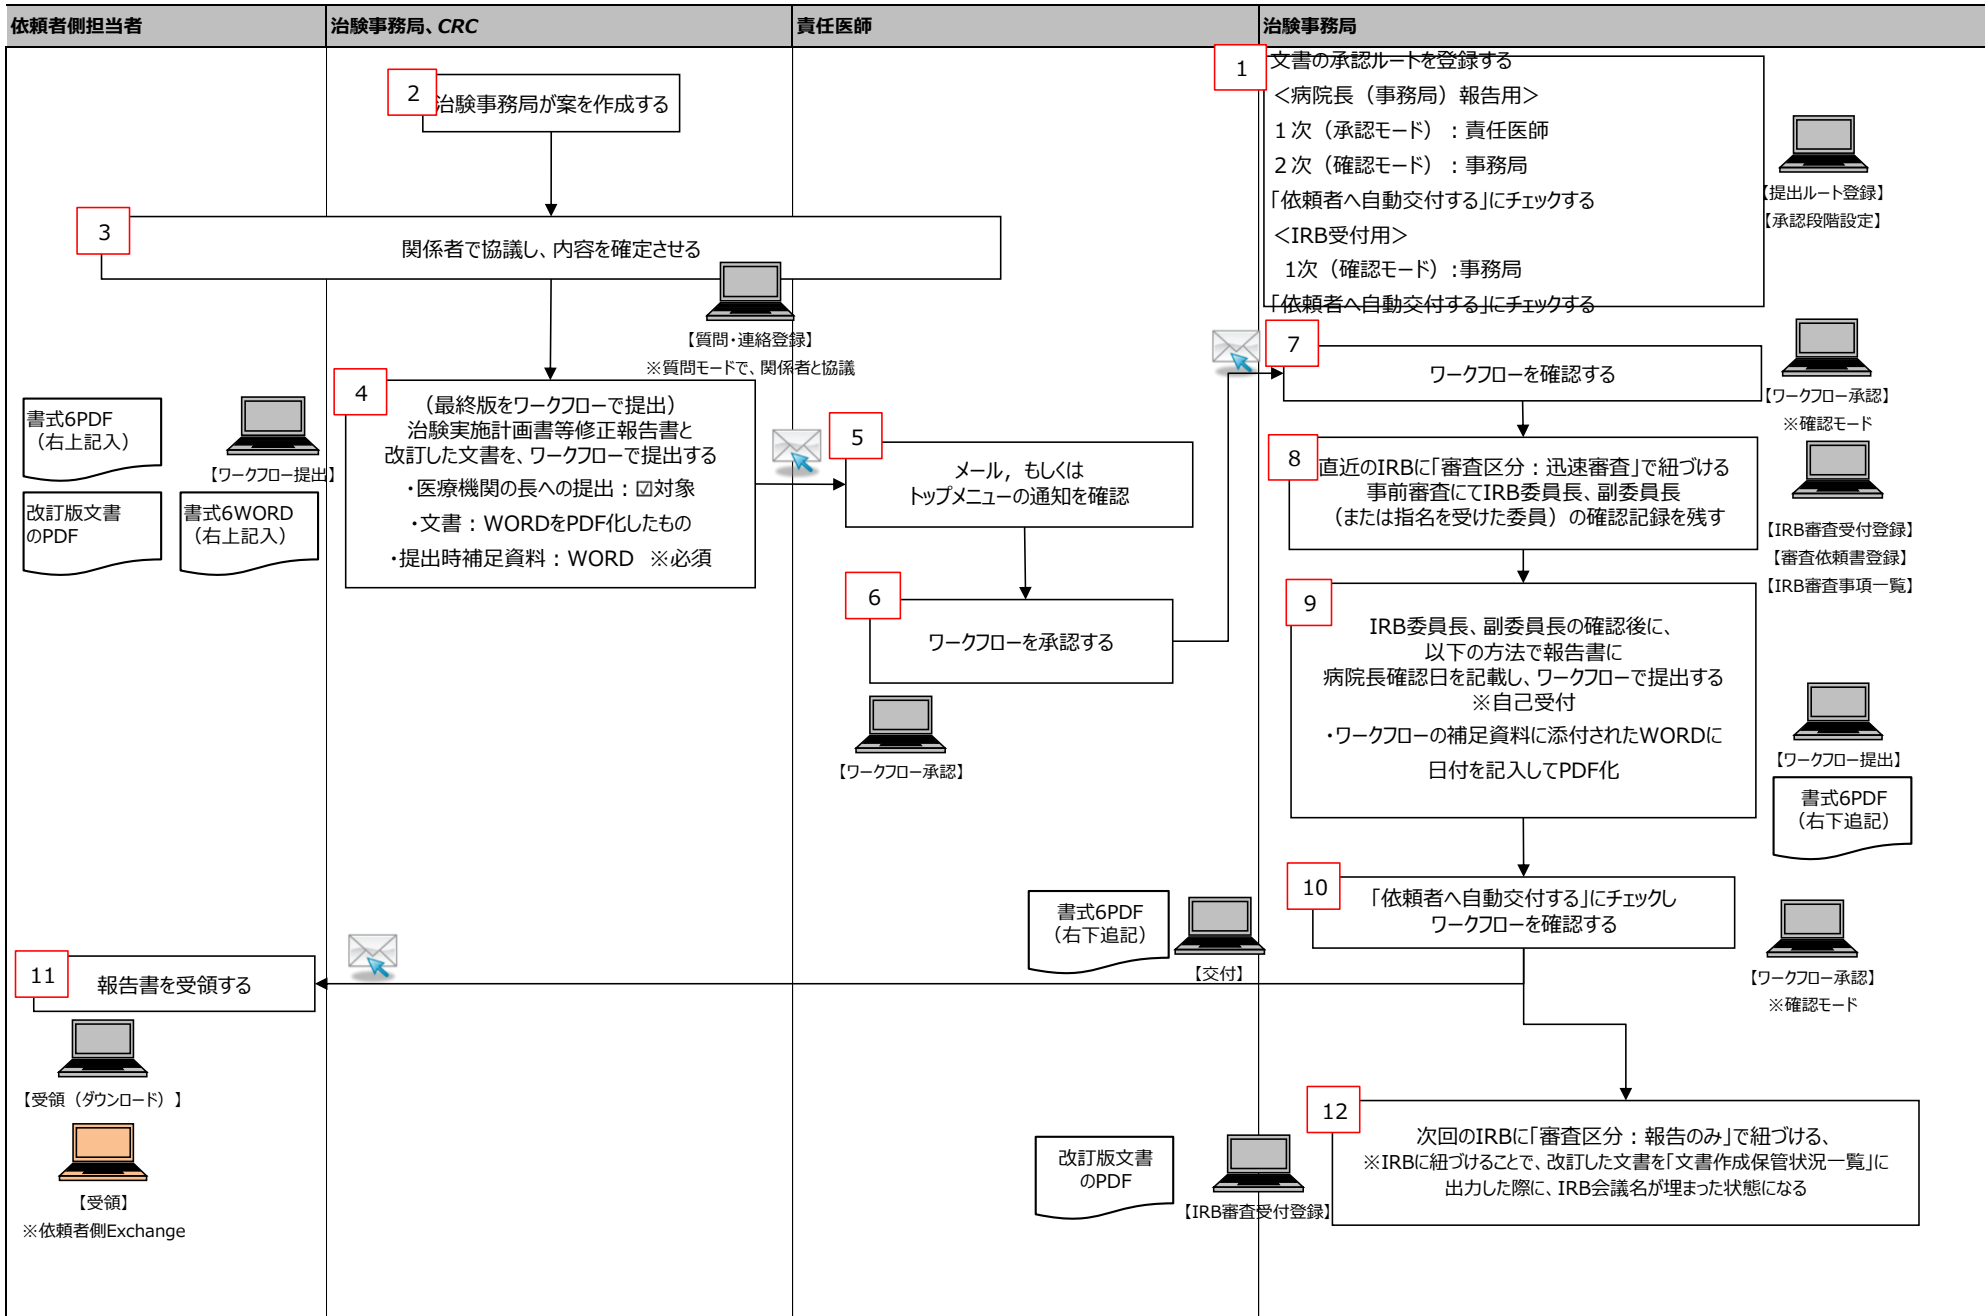 依頼者側担当者
治験事務局、CRC
責任医師
治験事務局
1
文書の承認ルートを登録する
＜病院長（事務局）報告用＞
１次（承認モード）：責任医師
２次（確認モード）：事務局
「依頼者へ自動交付する」にチェックする
＜IRB受付用＞
1次（確認モード）:事務局
「依頼者へ自動交付する」にチェックする
【提出ルート登録】
【承認段階設定】
2
治験事務局が案を作成する
3
関係者で協議し、内容を確定させる
【質問・連絡登録】
※質問モードで、関係者と協議
4
（最終版をワークフローで提出）
治験実施計画書等修正報告書と
改訂した文書を、ワークフローで提出する
・医療機関の長への提出：☑対象
・文書：WORDをPDF化したもの
・提出時補足資料：WORD　※必須
書式6PDF
（右上記入）
【ワークフロー提出】
改訂版文書
のPDF
書式6WORD
（右上記入）
5
メール，もしくは
トップメニューの通知を確認
6
ワークフローを承認する
【ワークフロー承認】
7
ワークフローを確認する
【ワークフロー承認】
※確認モード
8
直近のIRBに「審査区分：迅速審査」で紐づける
事前審査にてIRB委員長、副委員長
（または指名を受けた委員）の確認記録を残す
【IRB審査受付登録】
【審査依頼書登録】
【IRB審査事項一覧】
9
IRB委員長、副委員長の確認後に、
以下の方法で報告書に
病院長確認日を記載し、ワークフローで提出する
※自己受付
・ワークフローの補足資料に添付されたWORDに
日付を記入してPDF化
【ワークフロー提出】
書式6PDF
（右下追記）
10
「依頼者へ自動交付する」にチェックし
ワークフローを確認する
【ワークフロー承認】
※確認モード
書式6PDF
（右下追記）
【交付】
11
報告書を受領する
【受領（ダウンロード）】
【受領】
※依頼者側Exchange
12
次回のIRBに「審査区分：報告のみ」で紐づける、
※IRBに紐づけることで、改訂した文書を「文書作成保管状況一覧」に
出力した際に、IRB会議名が埋まった状態になる
改訂版文書
のPDF
【IRB審査受付登録】